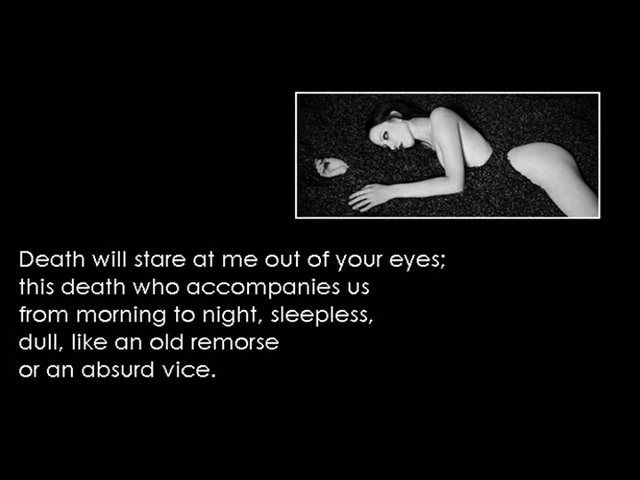 Death will stare at me out of your eyes;
this death who accompanies us
from morning to night, sleepless,
dull, like an old remorse
or an absurd vice.